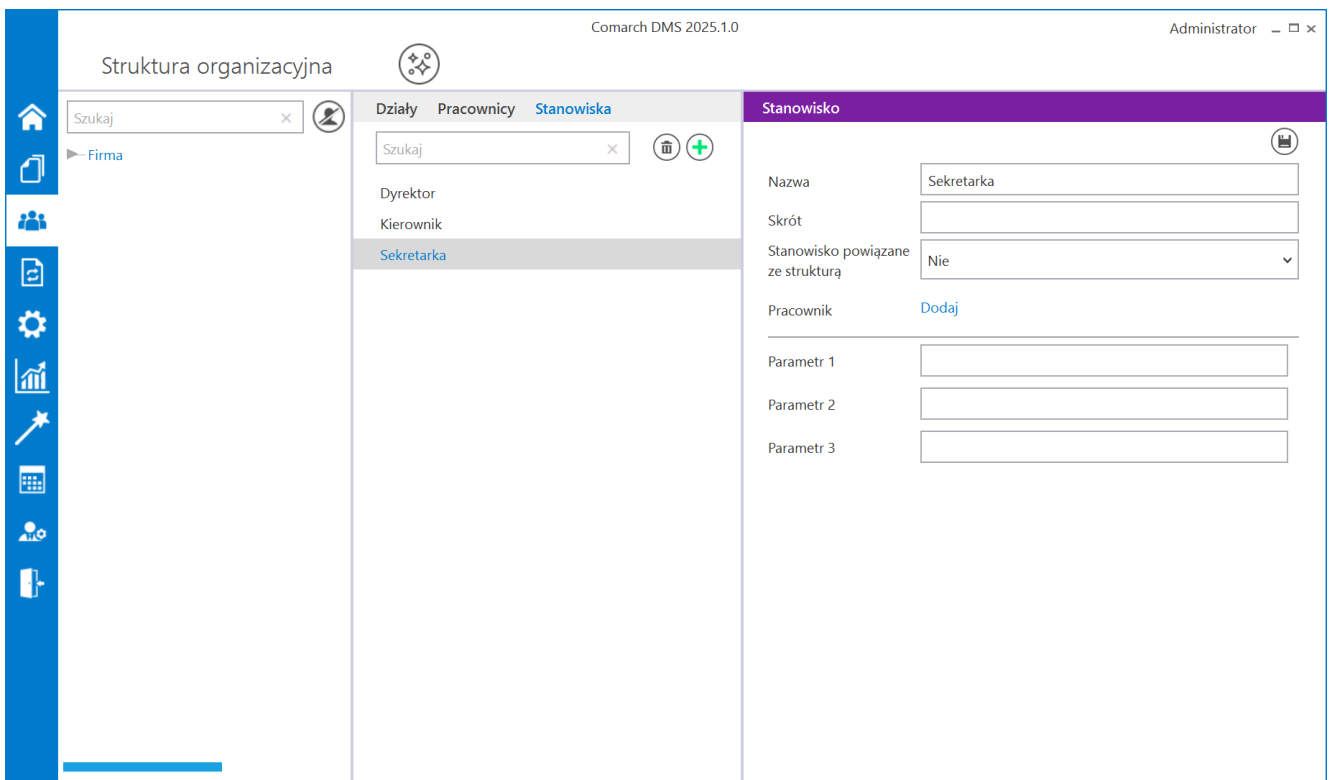 Comarch DMS 2025.1.0
Administrator
Struktura organizacyjna
Szukaj
Firma
Działy Pracownicy Stanowiska
Szukaj
Dyrektor
Kierownik
Sekretarka
Stanowisko
Nazwa Sekretarka
Skrót
Stanowisko powiązane
ze strukturą
Nie
Pracownik Dodaj
Parametr 1
Parametr 2
Parametr 3